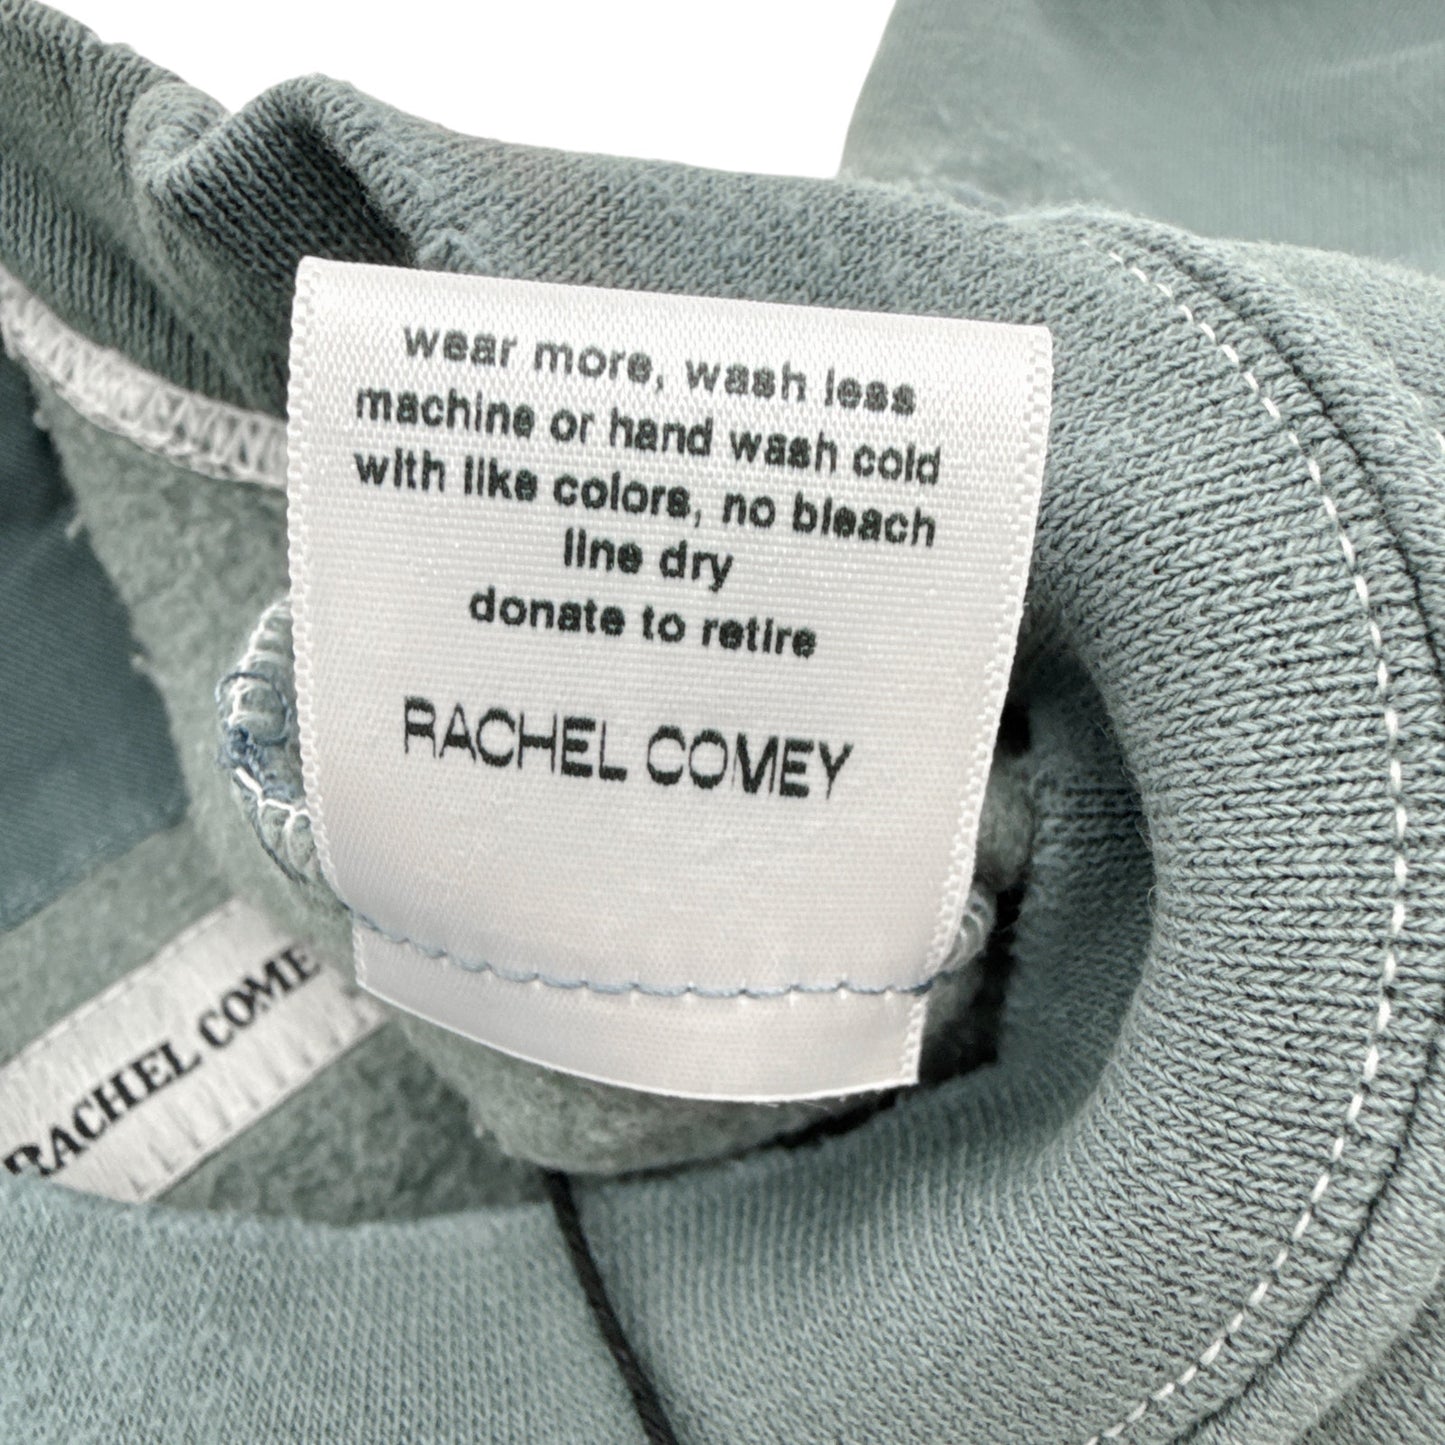 wear more, wash less
machine or hand wash cold
with like colors, no bleach
line dry
donate to retire
RACHEL COMEY
RACHEL COME